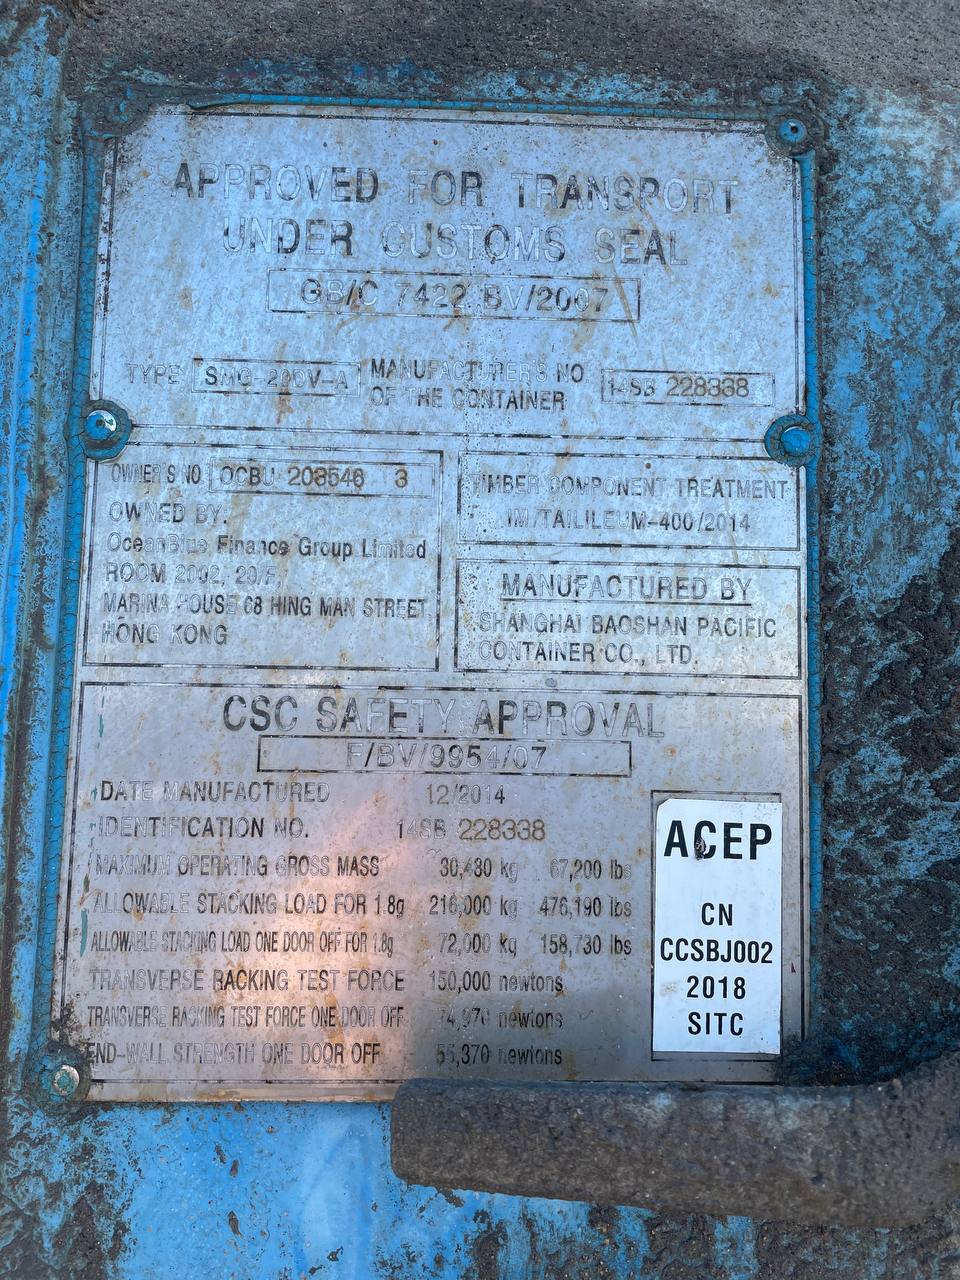 APPROVED FOR TRANSPORT
UNDER CUSTOMS SEAL
GB/C 7422 BV/2007
TYPE SMC-20DV-A MANUFACTURER'S NO
OF THE CONTAINER 14SB 228338
OWNER'S NO OCBU 208546 3
OWNED BY:
OceanBlue Finance Group Limited
ROOM 2002, 20/F,
MARINA HOUSE 68 HING MAN STREET
HONG KONG
TIMBER COMPONENT TREATMENT
IM/TAILILEUM-400/2014
MANUFACTURED BY
SHANGHAI BAOSHAN PACIFIC
CONTAINER CO., LTD.
CSC SAFETY APPROVAL
F/BV/9954/07
DATE MANUFACTURED 12/2014
IDENTIFICATION NO. 14SB 228338
MAXIMUM OPERATING GROSS MASS 30,480 kg 67,200 lbs
ALLOWABLE STACKING LOAD FOR 1.8g 216,000 kg 476,190 lbs
ALLOWABLE STACKING LOAD ONE DOOR OFF FOR 1.8g 72,000 kg 158,730 lbs
TRANSVERSE RACKING TEST FORCE 150,000 newtons
TRANSVERSE RACKING TEST FORCE ONE DOOR OFF 74,970 newtons
END-WALL STRENGTH ONE DOOR OFF 55,370 newtons
ACEP
CN
CCSBJ002
2018
SITC